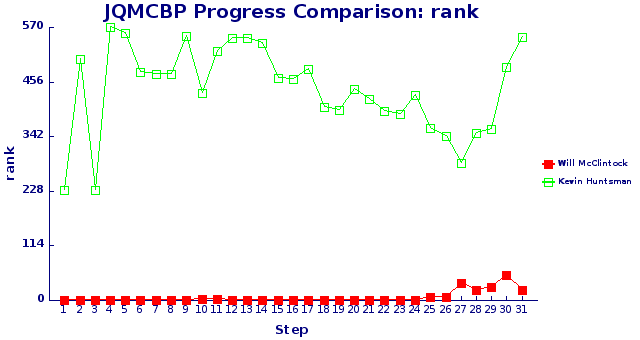 JQMCBP Progress Comparison: rank
570
456
342
228
114
0
rank
1 2 3 4 5 6 7 8 9 10 11 12 13 14 15 16 17 18 19 20 21 22 23 24 25 26 27 28 29 30 31
Step
Will McClintock
Kevin Huntsman